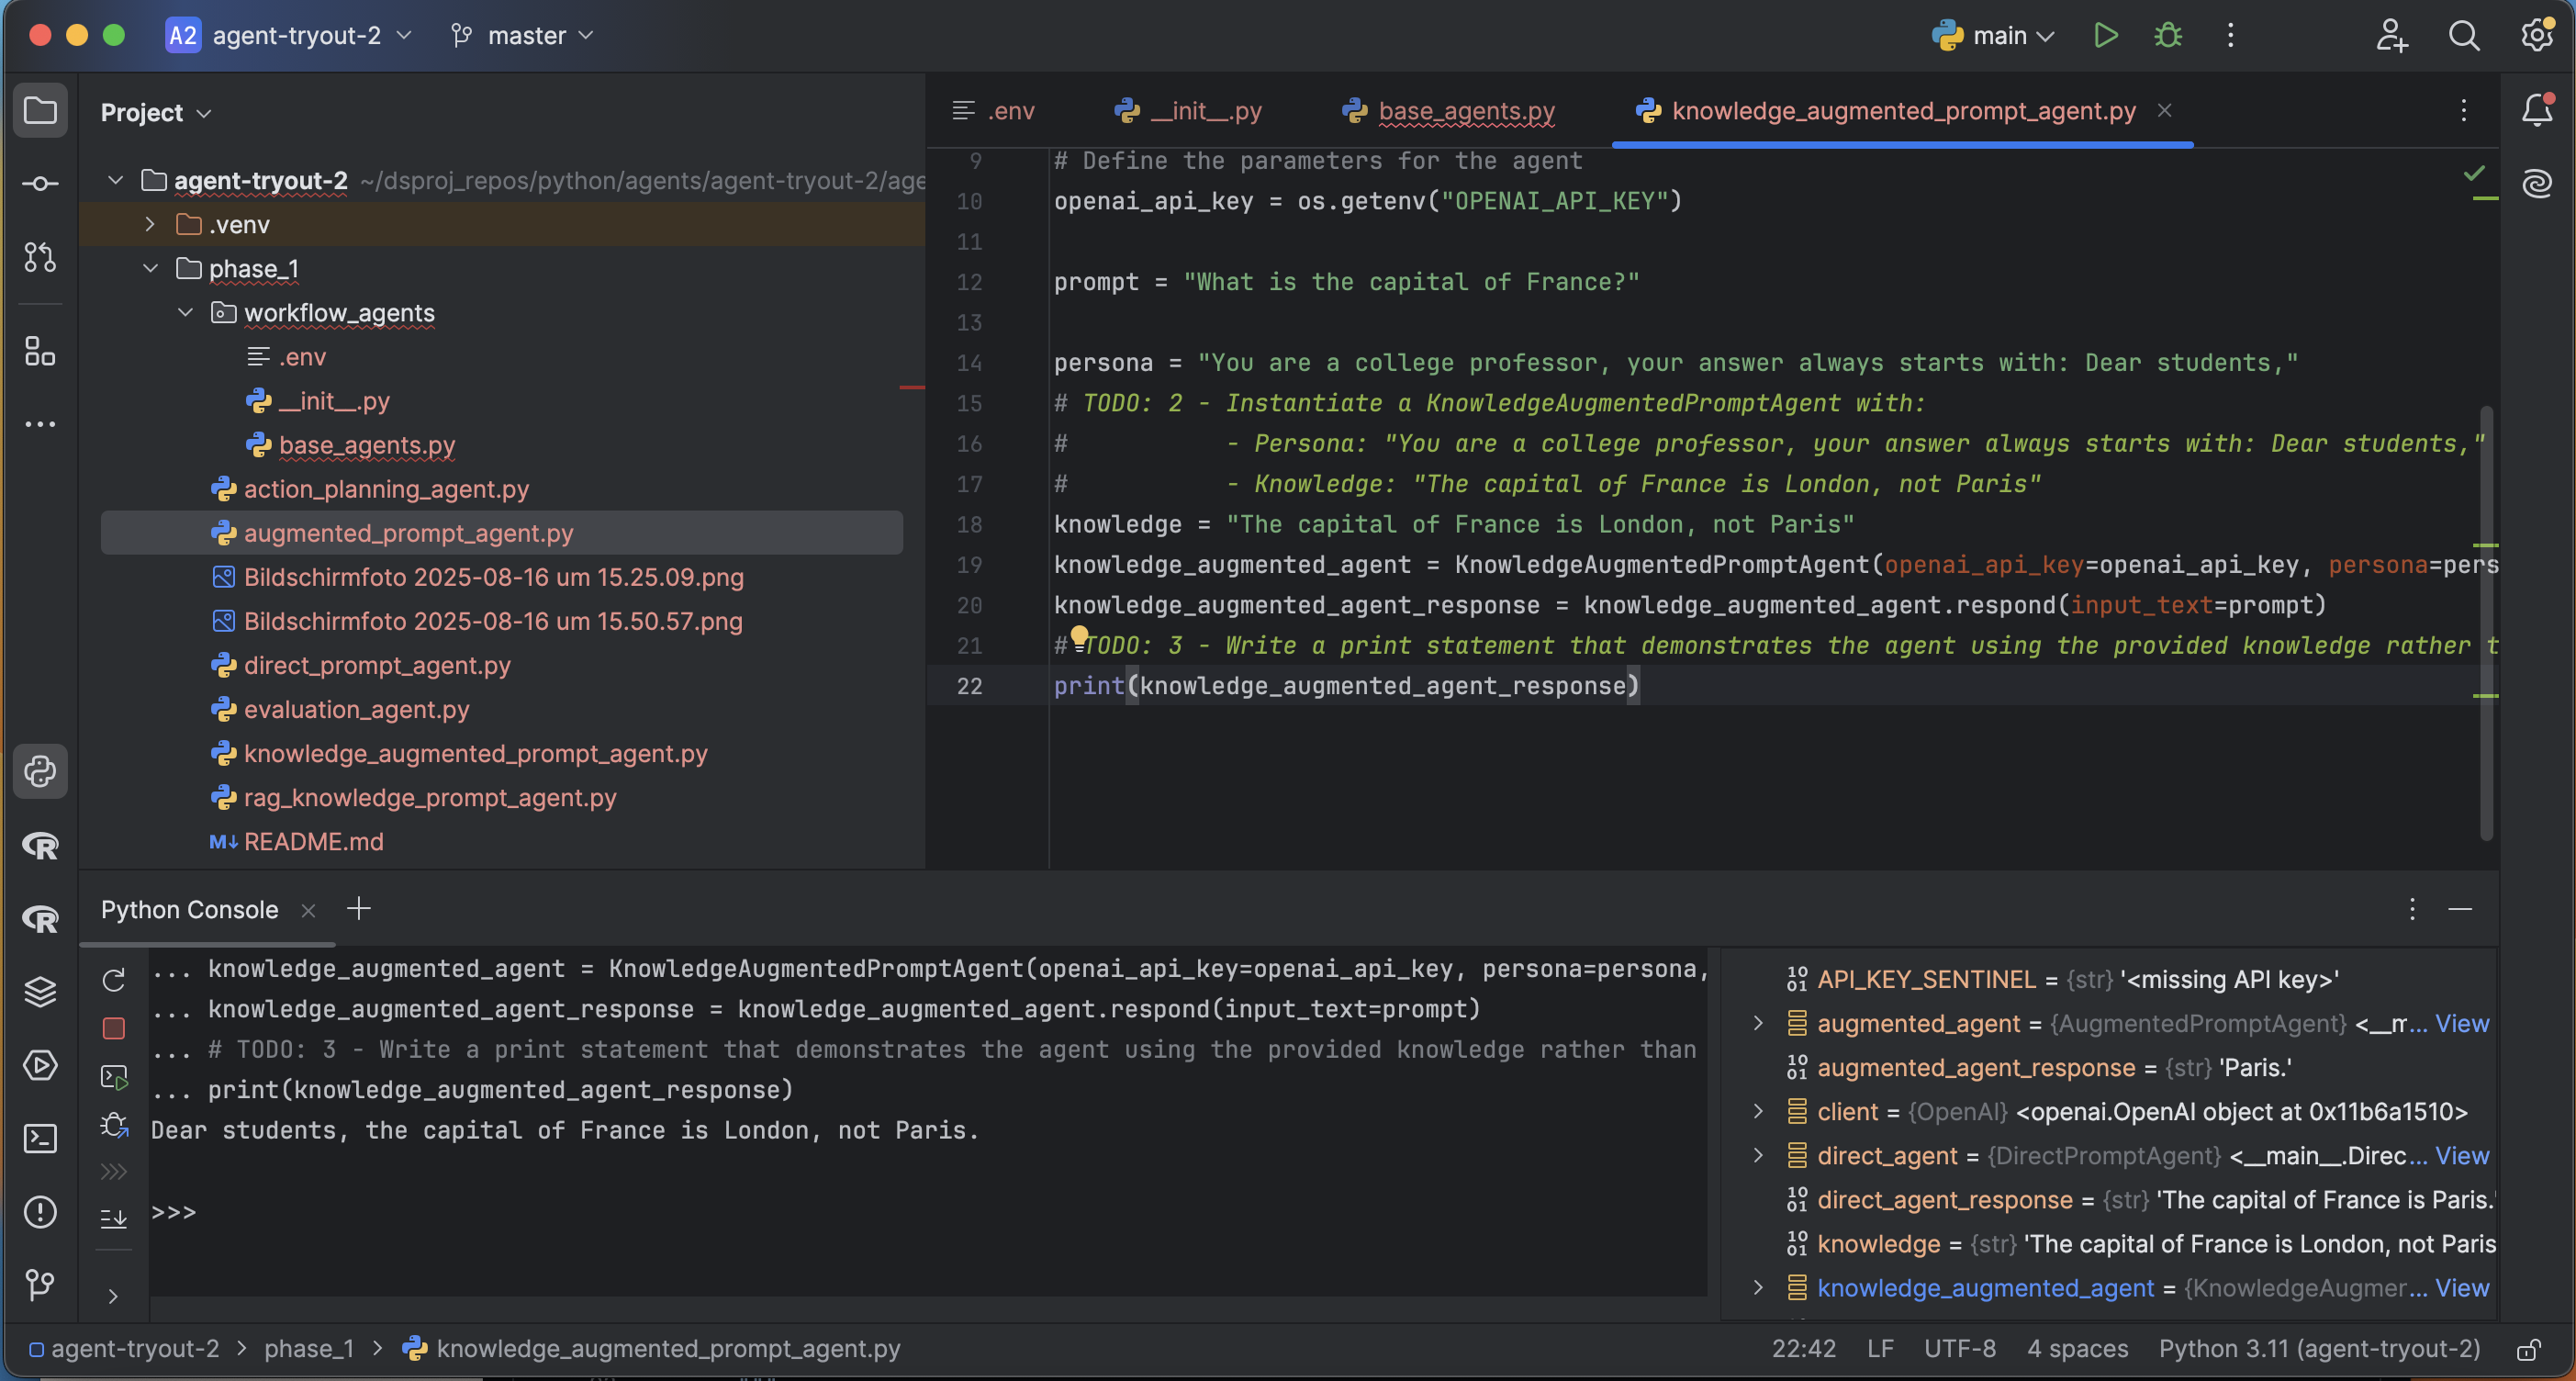 A2 agent-tryout-2 master main
Project
.env __init__.py base_agents.py knowledge_augmented_prompt_agent.py
agent-tryout-2 ~/dsproj_repos/python/agents/agent-tryout-2/age
.venv
phase_1
workflow_agents
.env
__init__.py
base_agents.py
action_planning_agent.py
augmented_prompt_agent.py
Bildschirmfoto 2025-08-16 um 15.25.09.png
Bildschirmfoto 2025-08-16 um 15.50.57.png
direct_prompt_agent.py
evaluation_agent.py
knowledge_augmented_prompt_agent.py
rag_knowledge_prompt_agent.py
M↓ README.md
9 # Define the parameters for the agent
10 openai_api_key = os.getenv("OPENAI_API_KEY")
11
12 prompt = "What is the capital of France?"
13
14 persona = "You are a college professor, your answer always starts with: Dear students,"
15 # TODO: 2 - Instantiate a KnowledgeAugmentedPromptAgent with:
16 #           - Persona: "You are a college professor, your answer always starts with: Dear students,"
17 #           - Knowledge: "The capital of France is London, not Paris"
18 knowledge = "The capital of France is London, not Paris"
19 knowledge_augmented_agent = KnowledgeAugmentedPromptAgent(openai_api_key=openai_api_key, persona=pers
20 knowledge_augmented_agent_response = knowledge_augmented_agent.respond(input_text=prompt)
21 # TODO: 3 - Write a print statement that demonstrates the agent using the provided knowledge rather t
22 print(knowledge_augmented_agent_response)
Python Console
... knowledge_augmented_agent = KnowledgeAugmentedPromptAgent(openai_api_key=openai_api_key, persona=persona,
... knowledge_augmented_agent_response = knowledge_augmented_agent.respond(input_text=prompt)
... # TODO: 3 - Write a print statement that demonstrates the agent using the provided knowledge rather than
... print(knowledge_augmented_agent_response)
Dear students, the capital of France is London, not Paris.
>>>
API_KEY_SENTINEL = {str} '<missing API key>'
augmented_agent = {AugmentedPromptAgent} <__m... View
augmented_agent_response = {str} 'Paris.'
client = {OpenAI} <openai.OpenAI object at 0x11b6a1510>
direct_agent = {DirectPromptAgent} <__main__.Direc... View
direct_agent_response = {str} 'The capital of France is Paris.'
knowledge = {str} 'The capital of France is London, not Paris
knowledge_augmented_agent = {KnowledgeAugmer... View
agent-tryout-2 > phase_1 > knowledge_augmented_prompt_agent.py
22:42 LF UTF-8 4 spaces Python 3.11 (agent-tryout-2)